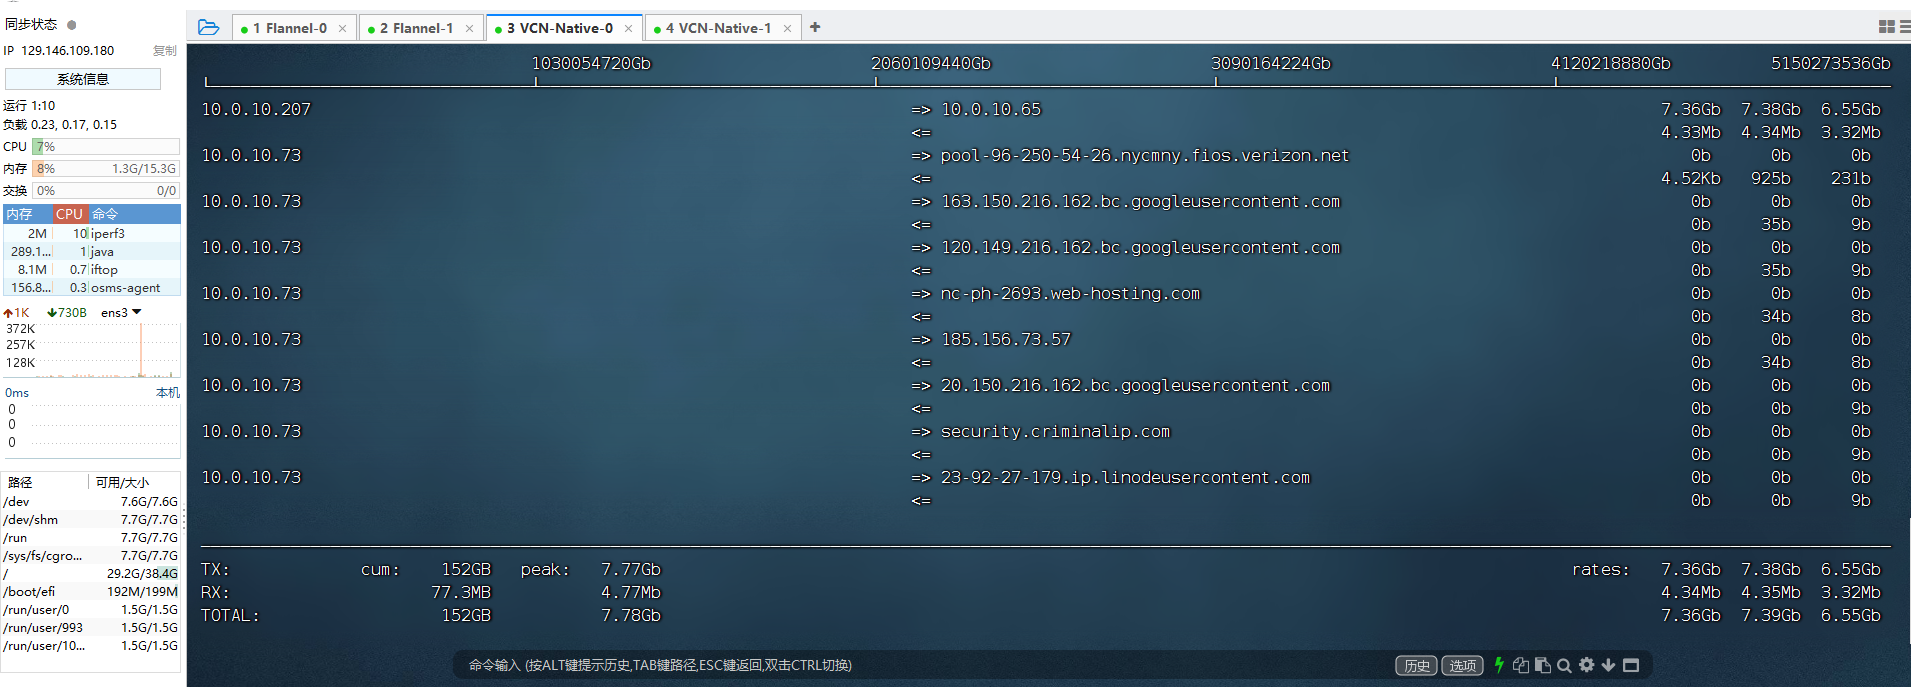 同步状态
IP 129.146.109.180 复制
系统信息
运行 1:10
负载 0.23, 0.17, 0.15
CPU 7%
内存 8% 1.3G/15.3G
交换 0% 0/0
内存 CPU 命令
2M 10 iperf3
289.1... 1 java
8.1M 0.7 iftop
156.8... 0.3 osms-agent
1K 730B ens3
372K
257K
128K
0ms 本机
0
0
0
路径 可用/大小
/dev 7.6G/7.6G
/dev/shm 7.7G/7.7G
/run 7.7G/7.7G
/sys/fs/cgro... 7.7G/7.7G
/ 29.2G/38.4G
/boot/efi 192M/199M
/run/user/0 1.5G/1.5G
/run/user/993 1.5G/1.5G
/run/user/10... 1.5G/1.5G
1 Flannel-0 × 2 Flannel-1 × 3 VCN-Native-0 × 4 VCN-Native-1 × +
1030054720Gb 2060109440Gb 3090164224Gb 4120218880Gb 5150273536Gb
10.0.10.207 => 10.0.10.65 7.36Gb 7.38Gb 6.55Gb
<= 4.33Mb 4.34Mb 3.32Mb
10.0.10.73 => pool-96-250-54-26.nycmny.fios.verizon.net 0b 0b 0b
<= 4.52Kb 925b 231b
10.0.10.73 => 163.150.216.162.bc.googleusercontent.com 0b 0b 0b
<= 0b 35b 9b
10.0.10.73 => 120.149.216.162.bc.googleusercontent.com 0b 0b 0b
<= 0b 35b 9b
10.0.10.73 => nc-ph-2693.web-hosting.com 0b 0b 0b
<= 0b 34b 8b
10.0.10.73 => 185.156.73.57 0b 0b 0b
<= 0b 34b 8b
10.0.10.73 => 20.150.216.162.bc.googleusercontent.com 0b 0b 0b
<= 0b 0b 9b
10.0.10.73 => security.criminalip.com 0b 0b 0b
<= 0b 0b 9b
10.0.10.73 => 23-92-27-179.ip.linodeusercontent.com 0b 0b 0b
<= 0b 0b 9b
TX: cum: 152GB peak: 7.77Gb rates: 7.36Gb 7.38Gb 6.55Gb
RX: 77.3MB 4.77Mb 4.34Mb 4.35Mb 3.32Mb
TOTAL: 152GB 7.78Gb 7.36Gb 7.39Gb 6.55Gb
命令输入 (按ALT键提示历史,TAB键路径,ESC键返回,双击CTRL切换) 历史 选项